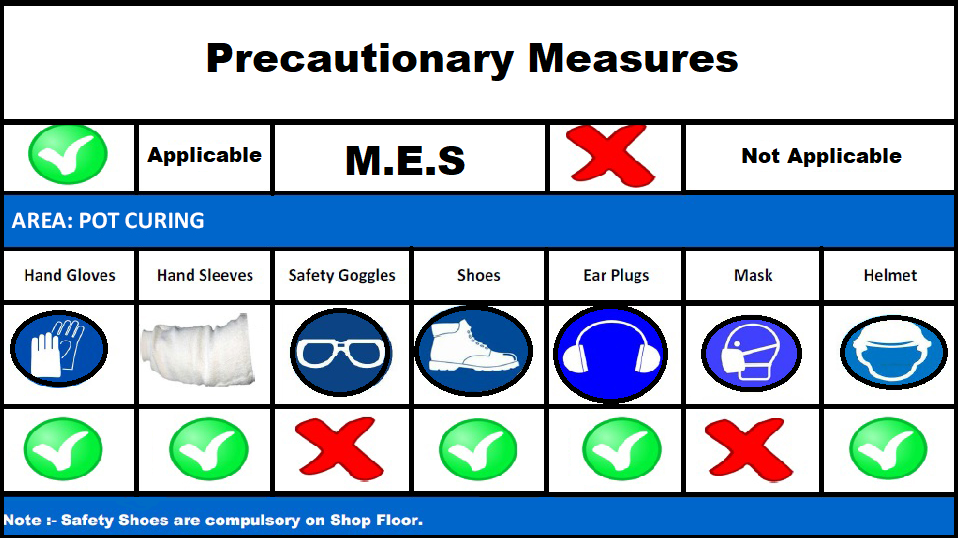 Precautionary Measures
Applicable
M.E.S
Not Applicable
AREA: POT CURING
Hand Gloves
Hand Sleeves
Safety Goggles
Shoes
Ear Plugs
Mask
Helmet
Note :- Safety Shoes are compulsory on Shop Floor.